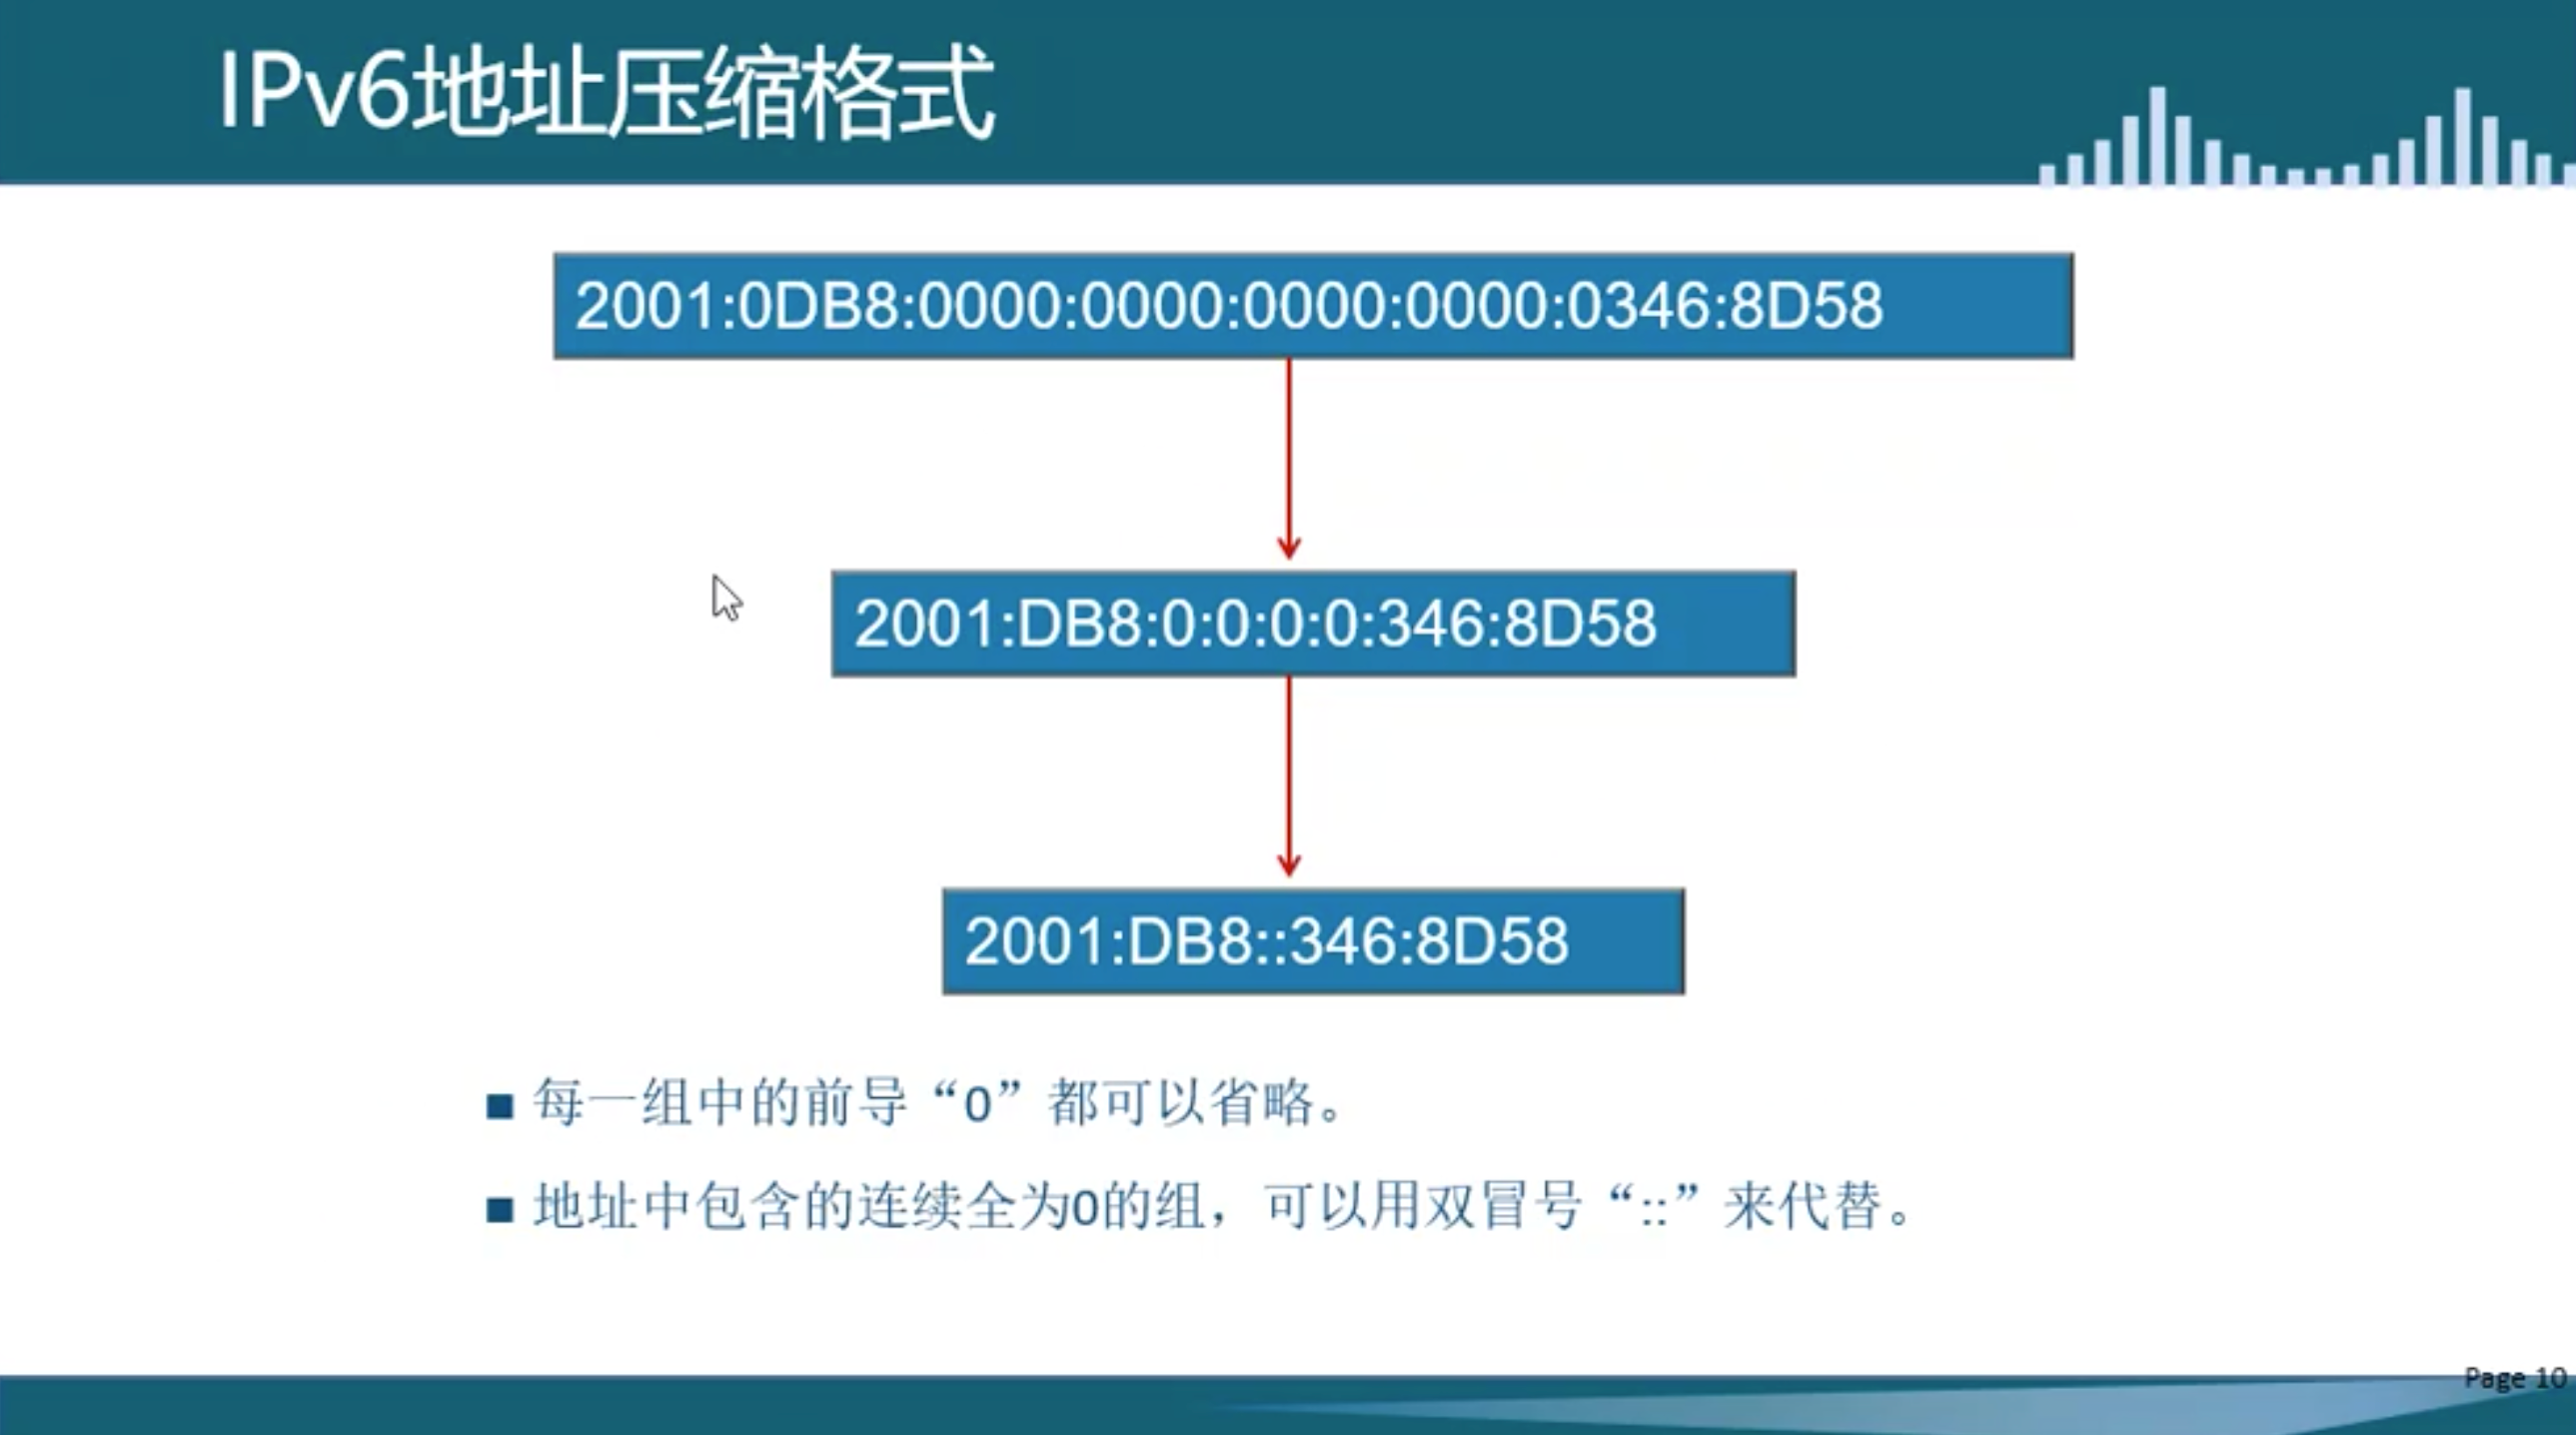 IPv6地址压缩格式
2001:0DB8:0000:0000:0000:0000:0346:8D58
2001:DB8:0:0:0:0:346:8D58
2001:DB8::346:8D58
■ 每一组中的前导“0”都可以省略。
■ 地址中包含的连续全为0的组，可以用双冒号“::”来代替。
Page 10